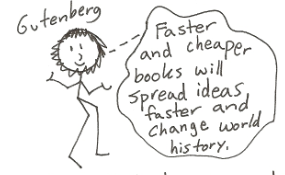 Gutenberg
Faster
and cheaper
books will
spread ideas
faster and
change world
history.